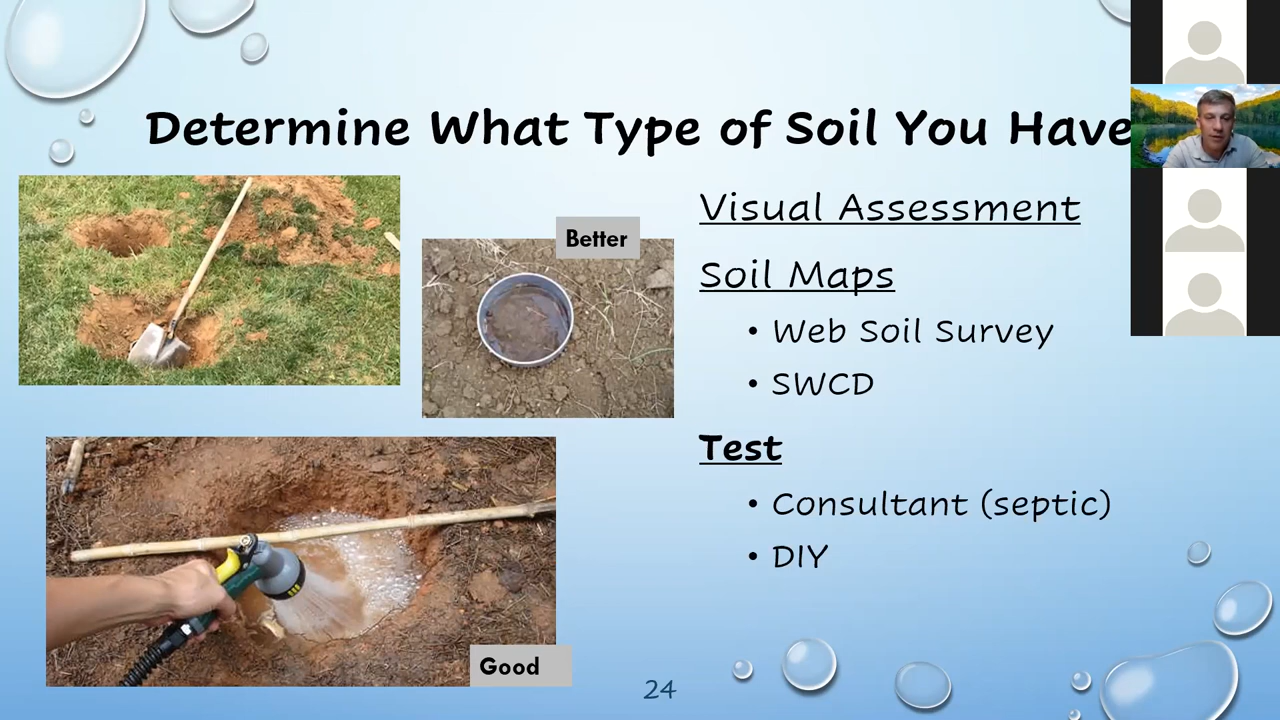 Determine What Type of Soil You Have
Visual Assessment
Better
Soil Maps
• Web Soil Survey
• SWCD
Test
• Consultant (septic)
• DIY
Good
24